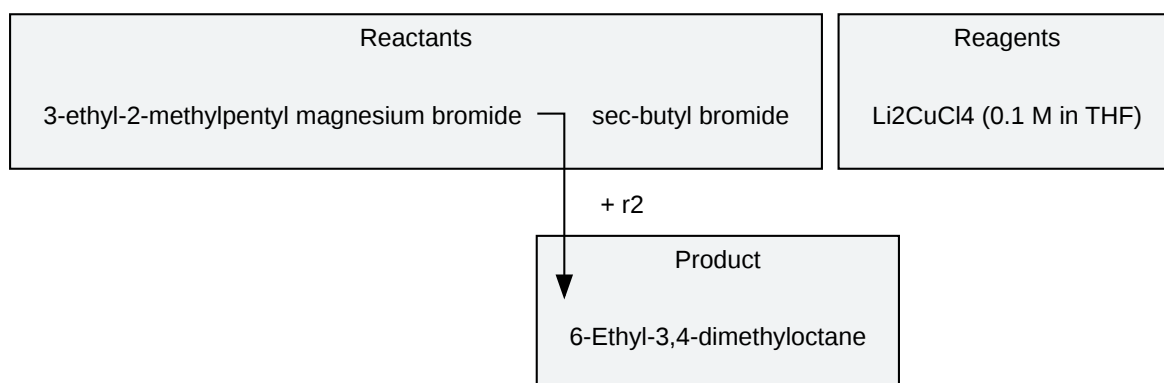 Reactants
3-ethyl-2-methylpentyl magnesium bromide
sec-butyl bromide
Reagents
Li2CuCl4 (0.1 M in THF)
+ r2
Product
6-Ethyl-3,4-dimethyloctane